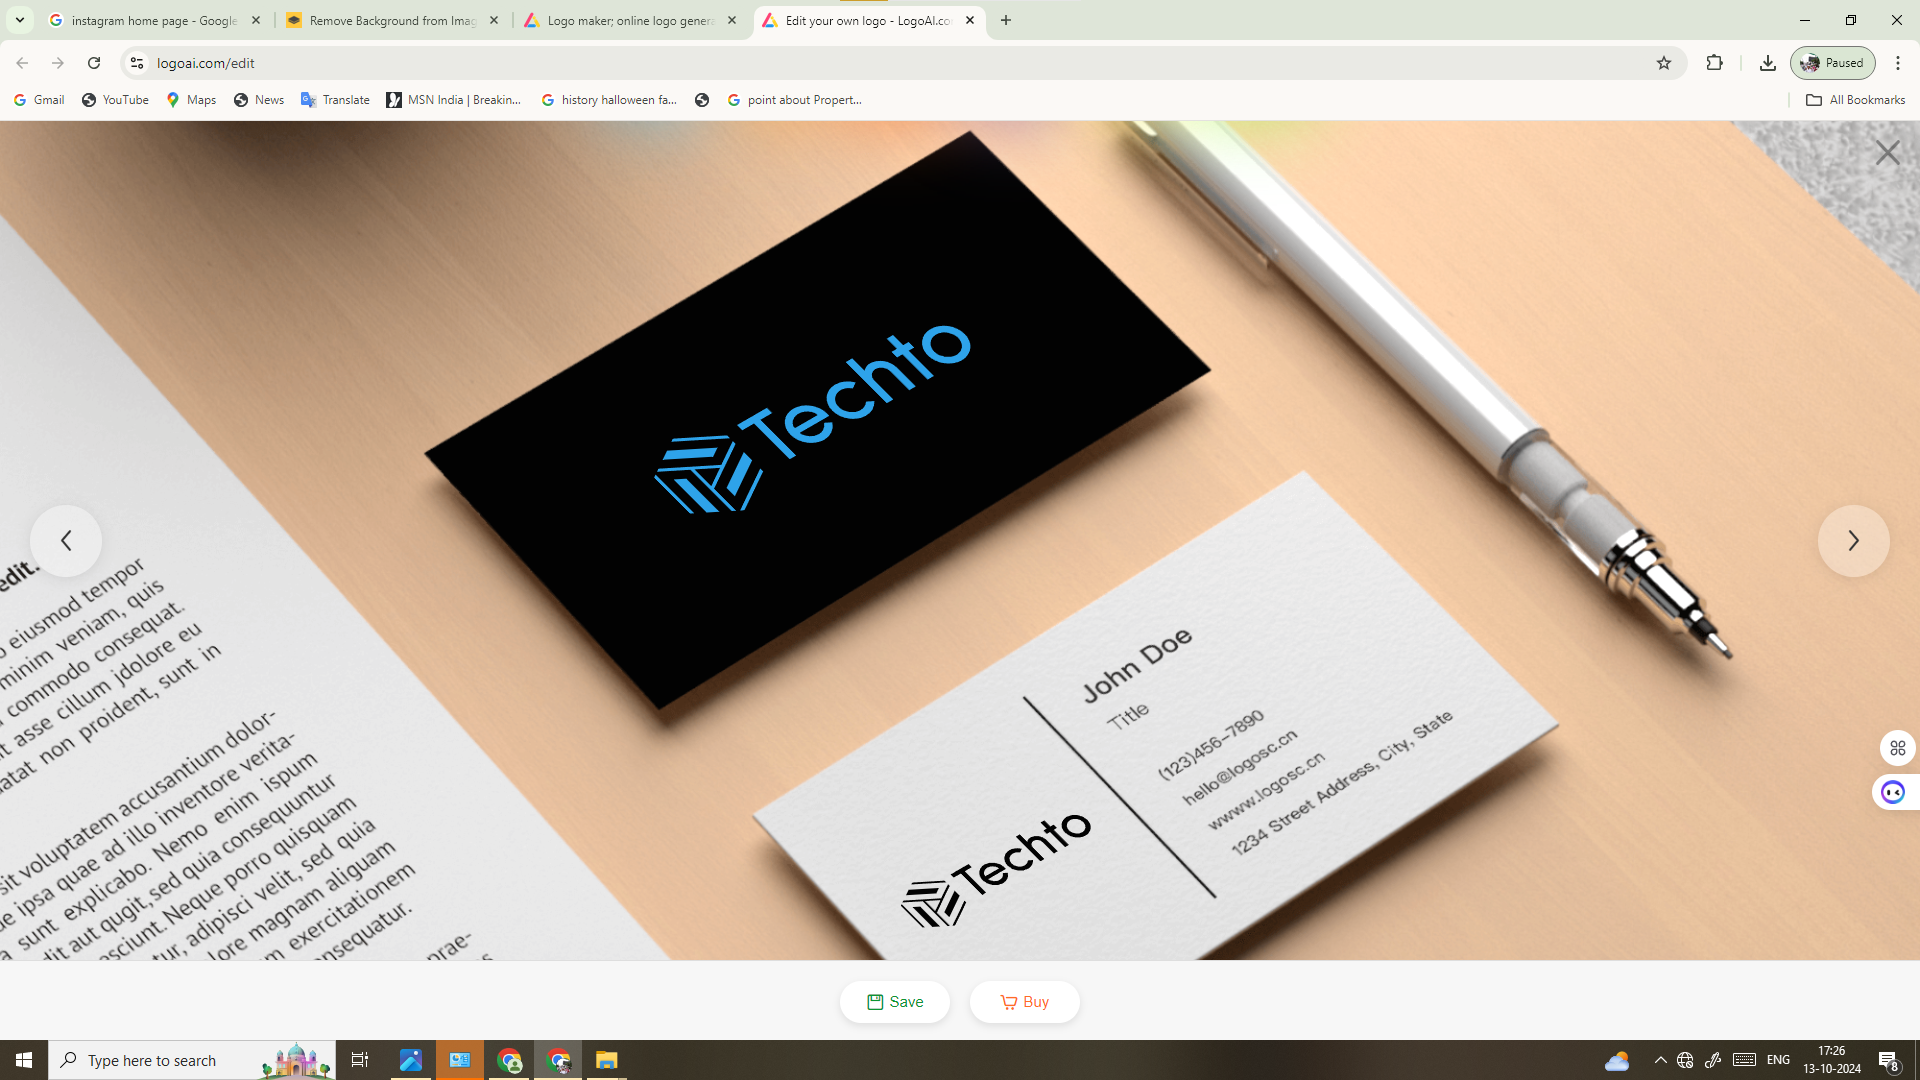 instagram home page - Google
Remove Background from Imag
Logo maker; online logo genera
Edit your own logo - LogoAI.co
logoai.com/edit
Paused
Gmail
YouTube
Maps
News
Translate
MSN India | Breakin...
history halloween fa...
point about Propert...
All Bookmarks
Techto
edit.
eiusmod tempor
minim veniam, quis
commodo consequat.
t asse cillum jdolore eu
atat non proident, sunt in
sit voluptatem accusantium dolor-
e ipsa quae ad illo inventore verita-
sunt explicabo. Nemo enim ispum
dit aut qugit, sed quia consequuntur
sciunt. Neque porro quisquam
tur, adipisci velit, sed quia
lore magnam aliquam
m exercitationem
nsequatur.
prae-
John Doe
Title
(123)456-7890
hello@logosc.cn
www.logosc.cn
1234 Street Address, City, State
Techto
Save
Buy
Type here to search
ENG
17:26
13-10-2024
8